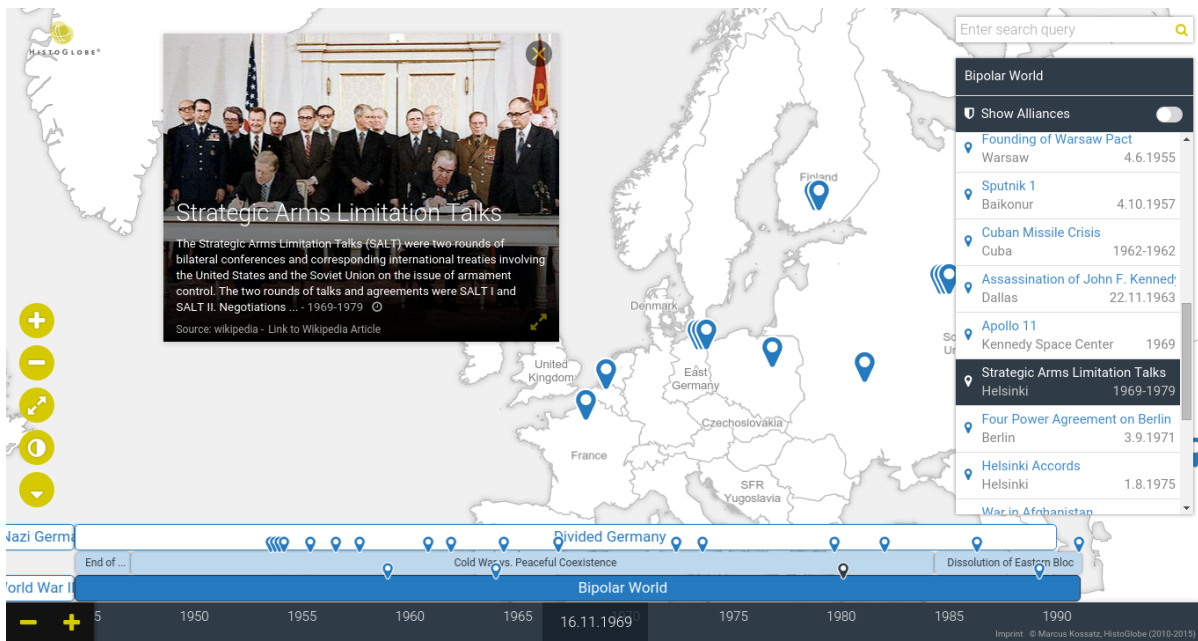 HISTOGLOBE®
Strategic Arms Limitation Talks
The Strategic Arms Limitation Talks (SALT) were two rounds of
bilateral conferences and corresponding international treaties involving
the United States and the Soviet Union on the issue of armament
control. The two rounds of talks and agreements were SALT I and
SALT II. Negotiations ... - 1969-1979
Source: wikipedia - Link to Wikipedia Article
Finland
Denmark
United
Kingdom
East
Germany
Czechoslovakia
France
SFR
Yugoslavia
Enter search query
Bipolar World
Show Alliances
Founding of Warsaw Pact
Warsaw 4.6.1955
Sputnik 1
Baikonur 4.10.1957
Cuban Missile Crisis
Cuba 1962-1962
Assassination of John F. Kenned
Dallas 22.11.1963
Apollo 11
Kennedy Space Center 1969
Strategic Arms Limitation Talks
Helsinki 1969-1979
Four Power Agreement on Berlin
Berlin 3.9.1971
Helsinki Accords
Helsinki 1.8.1975
War in Afghanistan
Nazi Germa Divided Germany
End of ... Cold War vs. Peaceful Coexistence Dissolution of Eastern Bloc
World War II Bipolar World
5 1950 1955 1960 1965 16.11.1969 1970 1975 1980 1985 1990
Imprint © Marcus Kossatz, HistoGlobe (2010-2015)